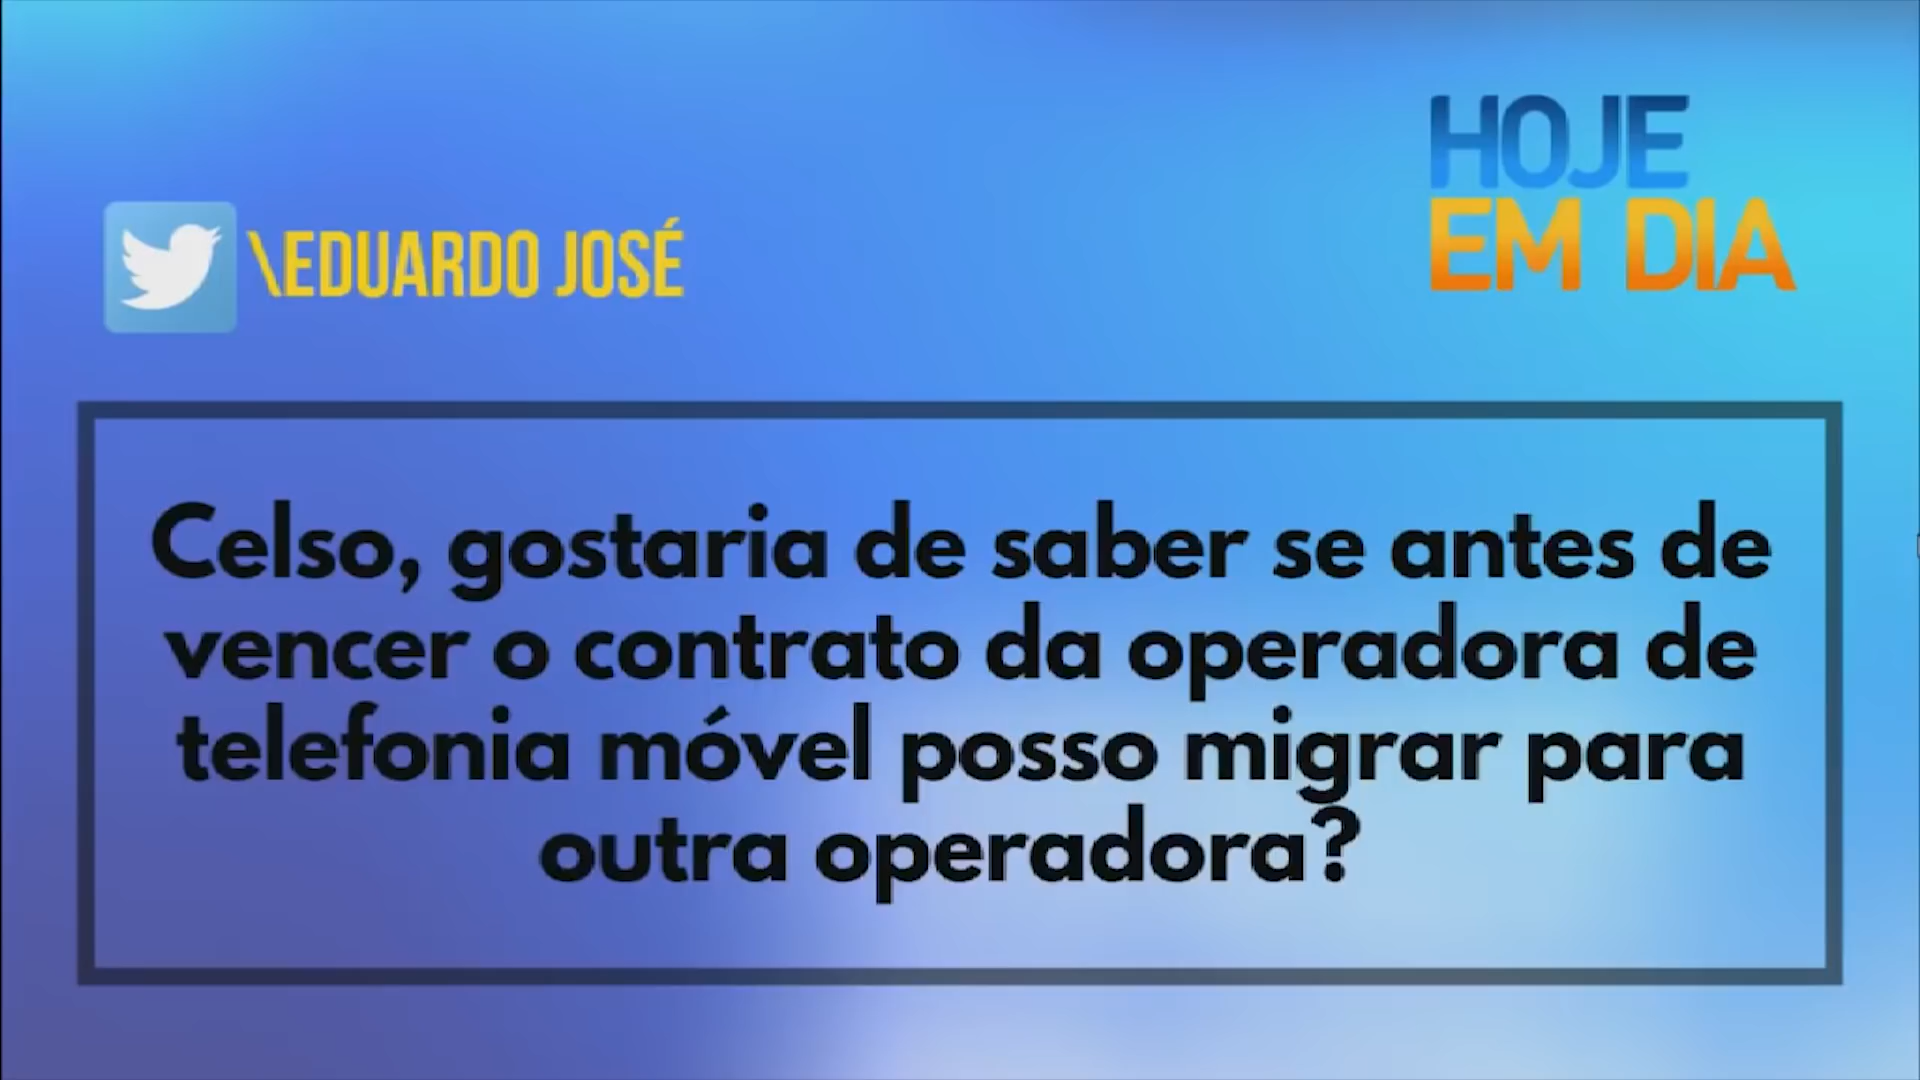 HOJE
EM DIA
\EDUARDO JOSÉ
Celso, gostaria de saber se antes de
vencer o contrato da operadora de
telefonia móvel posso migrar para
outra operadora?